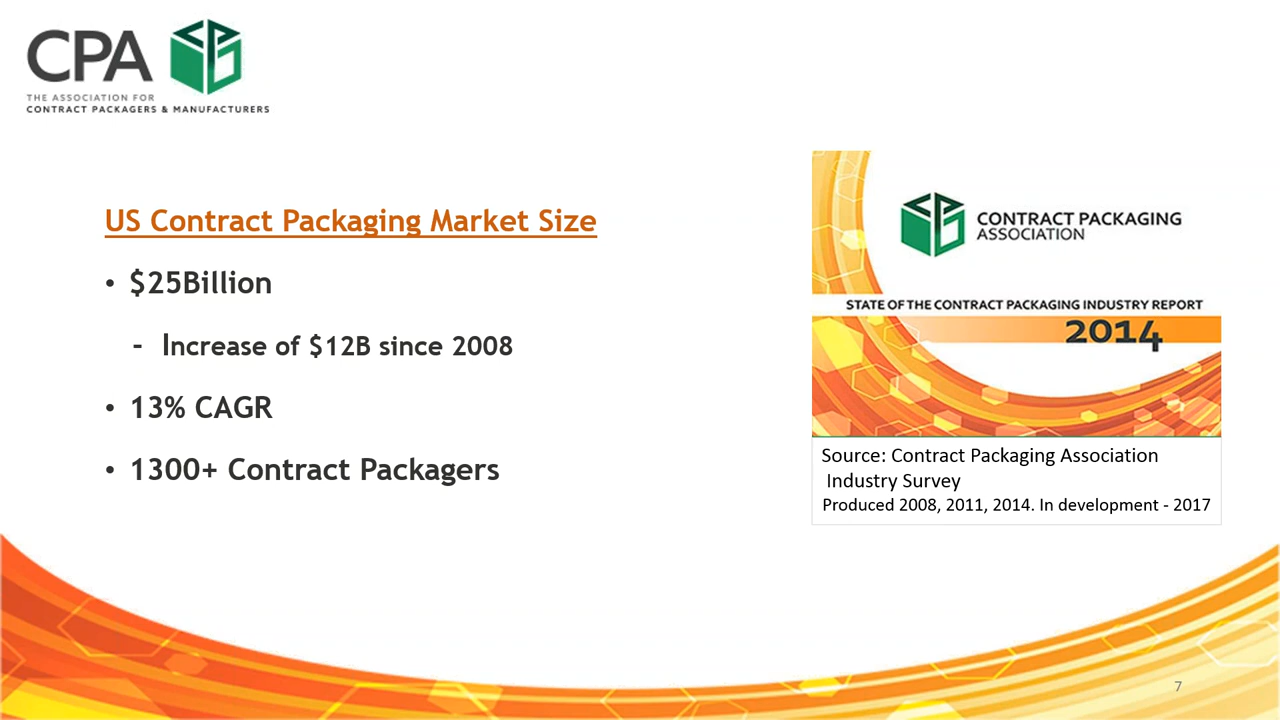 CPA
THE ASSOCIATION FOR
CONTRACT PACKAGERS & MANUFACTURERS
US Contract Packaging Market Size
• $25Billion
- Increase of $12B since 2008
• 13% CAGR
• 1300+ Contract Packagers
CONTRACT PACKAGING
ASSOCIATION
STATE OF THE CONTRACT PACKAGING INDUSTRY REPORT
2014
Source: Contract Packaging Association
Industry Survey
Produced 2008, 2011, 2014. In development - 2017
7